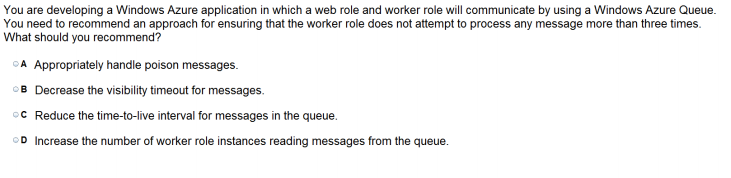 You are developing a Windows Azure application in which a web role and worker role will communicate by using a Windows Azure Queue.
You need to recommend an approach for ensuring that the worker role does not attempt to process any message more than three times.
What should you recommend?
A Appropriately handle poison messages.
B Decrease the visibility timeout for messages.
C Reduce the time-to-live interval for messages in the queue.
D Increase the number of worker role instances reading messages from the queue.